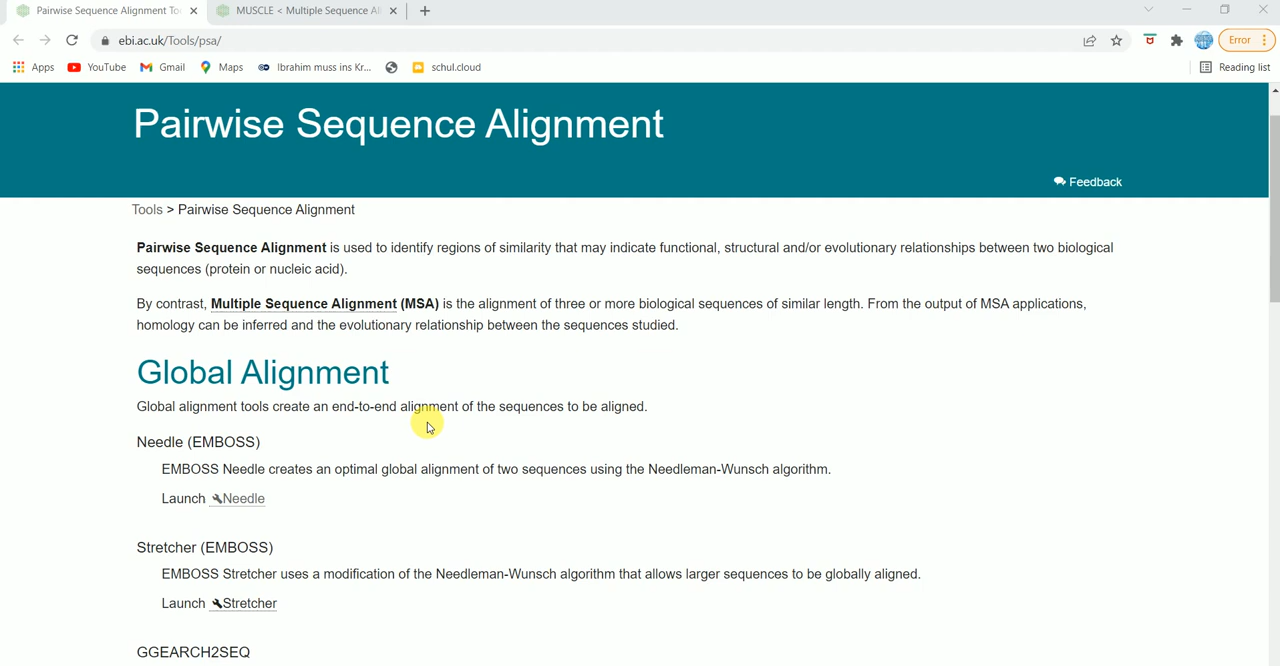 Pairwise Sequence Alignment To
MUSCLE < Multiple Sequence Al
ebi.ac.uk/Tools/psa/
Error
Apps
YouTube
Gmail
Maps
Ibrahim muss ins Kr...
schul.cloud
Reading list
Pairwise Sequence Alignment
Feedback
Tools > Pairwise Sequence Alignment
Pairwise Sequence Alignment is used to identify regions of similarity that may indicate functional, structural and/or evolutionary relationships between two biological
sequences (protein or nucleic acid).
By contrast, Multiple Sequence Alignment (MSA) is the alignment of three or more biological sequences of similar length. From the output of MSA applications,
homology can be inferred and the evolutionary relationship between the sequences studied.
Global Alignment
Global alignment tools create an end-to-end alignment of the sequences to be aligned.
Needle (EMBOSS)
EMBOSS Needle creates an optimal global alignment of two sequences using the Needleman-Wunsch algorithm.
Launch Needle
Stretcher (EMBOSS)
EMBOSS Stretcher uses a modification of the Needleman-Wunsch algorithm that allows larger sequences to be globally aligned.
Launch Stretcher
GGEARCH2SEQ